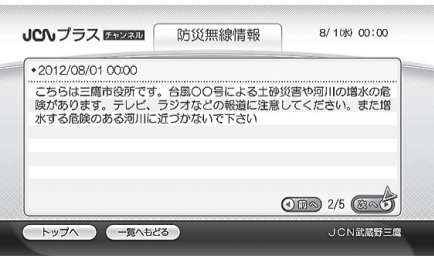 JCNプラス チャンネル 防災無線情報 8/1(水) 00:00
•2012/08/01 00:00
こちらは三鷹市役所です。台風〇〇号による土砂災害や河川の増水の危
険があります。テレビ、ラジオなどの報道に注意してください。また増
水する危険のある河川に近づかないで下さい
前へ 2/5 次へ
トップへ 一覧へもどる JCN武蔵野三鷹